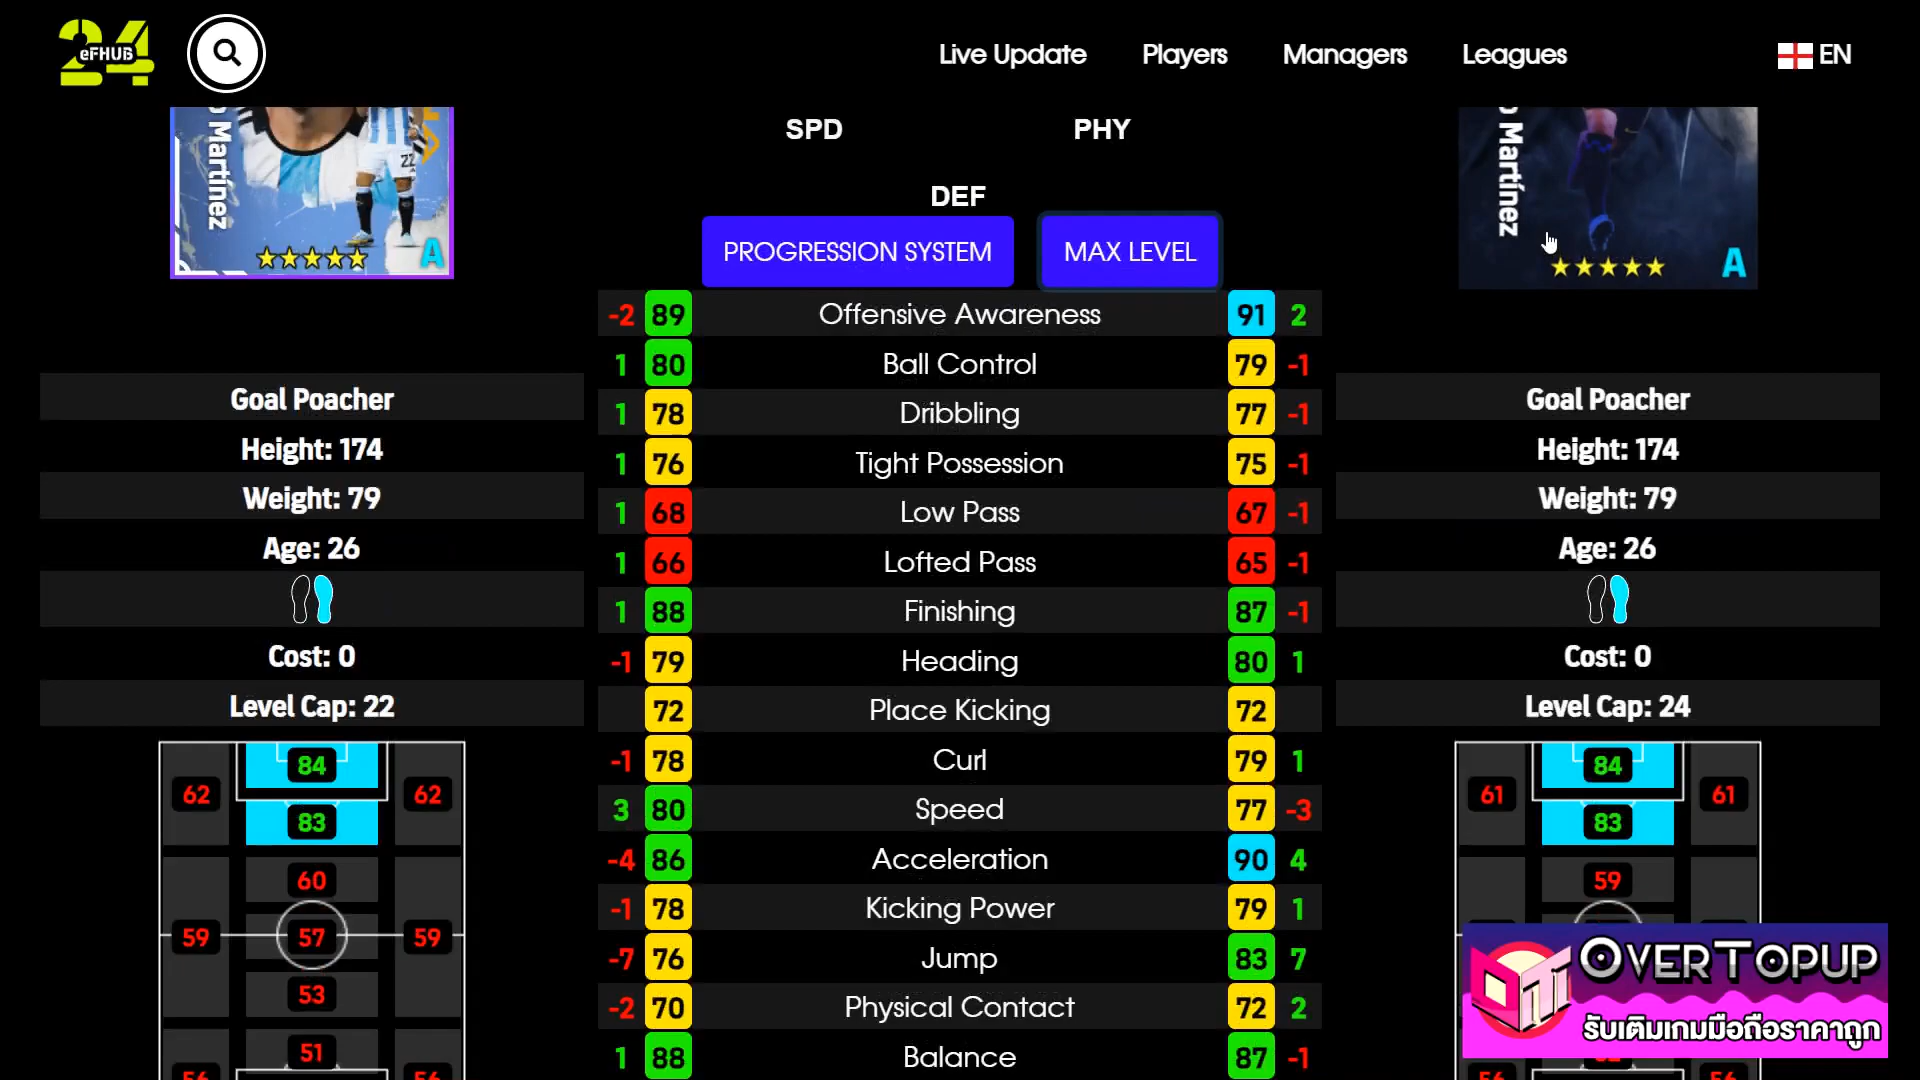 24
eFHUB
Live Update
Players
Managers
Leagues
EN
Martínez
22
A
SPD
PHY
DEF
PROGRESSION SYSTEM
MAX LEVEL
o Martínez
A
-2 89 Offensive Awareness 91 2
1 80 Ball Control 79 -1
1 78 Dribbling 77 -1
1 76 Tight Possession 75 -1
1 68 Low Pass 67 -1
1 66 Lofted Pass 65 -1
1 88 Finishing 87 -1
-1 79 Heading 80 1
72 Place Kicking 72
-1 78 Curl 79 1
3 80 Speed 77 -3
-4 86 Acceleration 90 4
-1 78 Kicking Power 79 1
-7 76 Jump 83 7
-2 70 Physical Contact 72 2
1 88 Balance 87 -1
Goal Poacher
Height: 174
Weight: 79
Age: 26
Cost: 0
Level Cap: 22
84
62 62
83
60
59 57 59
53
51
56 56
Goal Poacher
Height: 174
Weight: 79
Age: 26
Cost: 0
Level Cap: 24
84
61 61
83
59
56 56
OTU
OVERTOPUP
รับเติมเกมมือถือราคาถูก